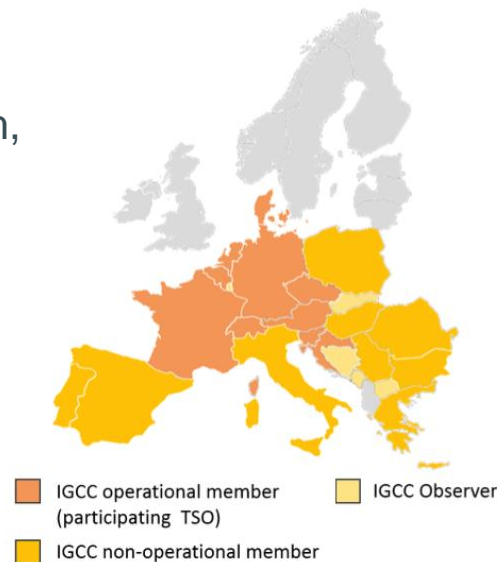 n,
IGCC operational member
(participating TSO)
IGCC Observer
IGCC non-operational member